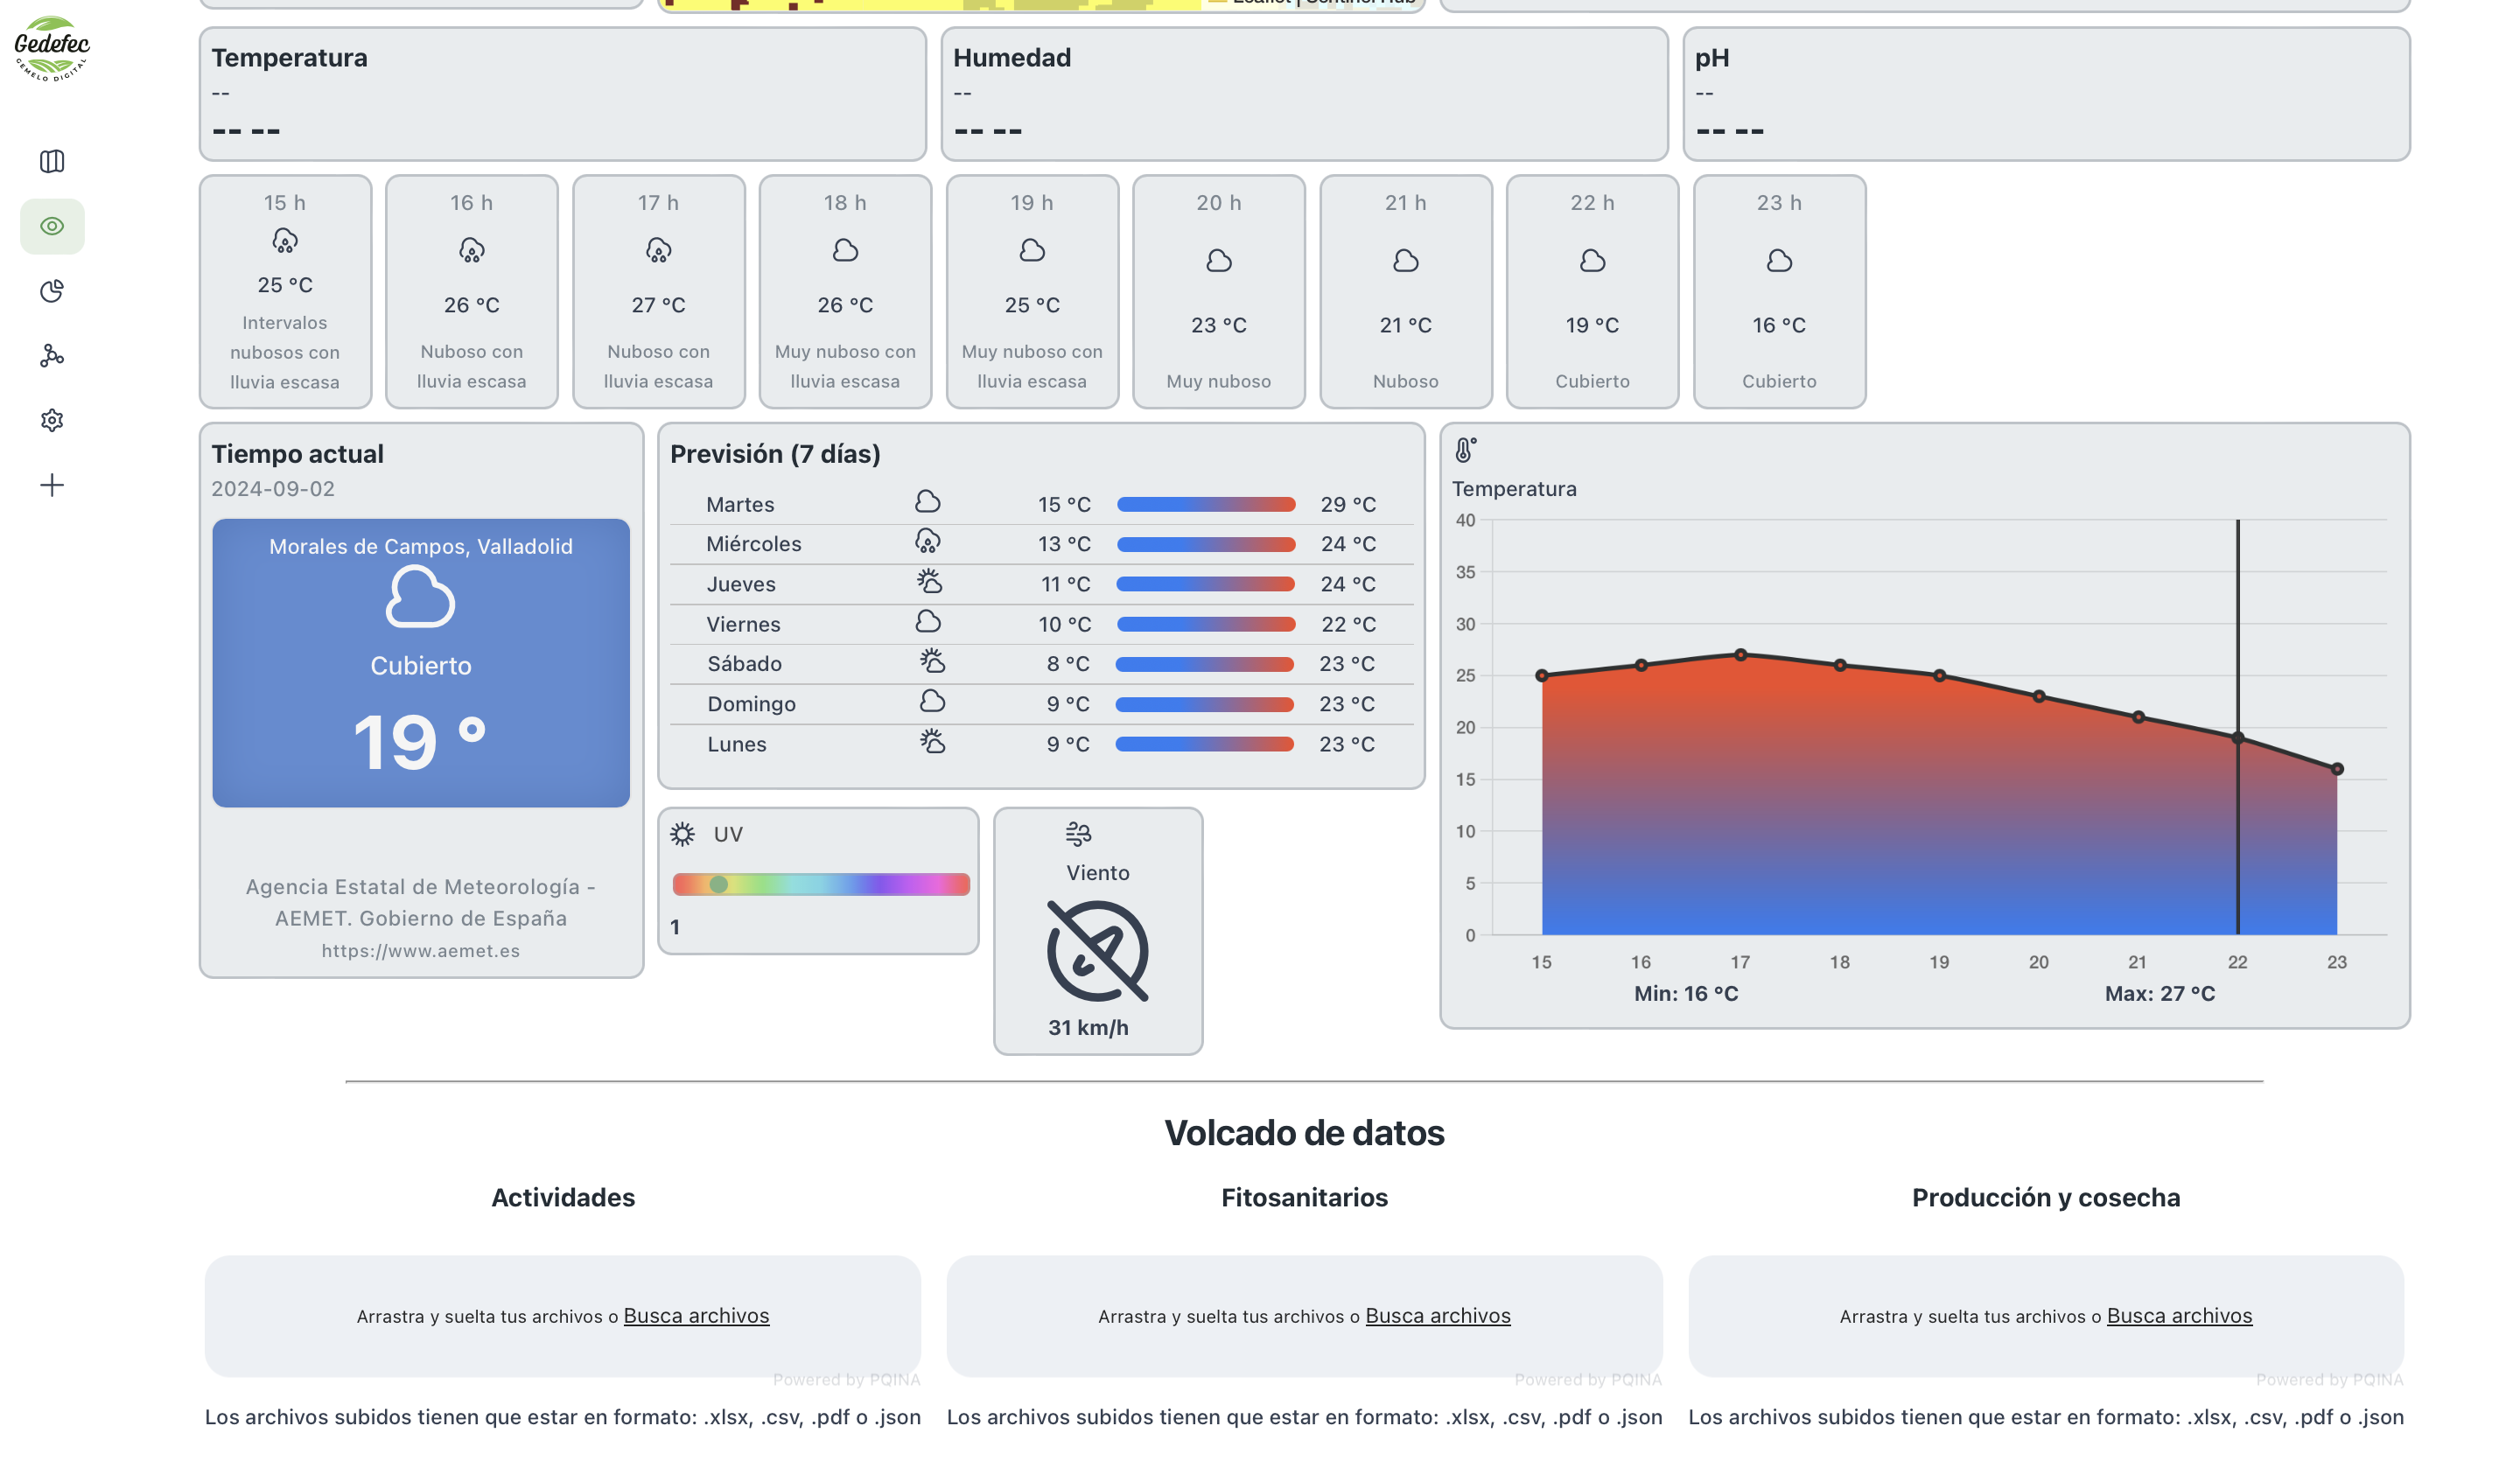 Leaflet | Sentinel Hub
Gedefec
GEMELO DIGITAL
Temperatura
--
-- --
Humedad
--
-- --
pH
--
-- --
15 h
25 °C
Intervalos
nubosos con
lluvia escasa
16 h
26 °C
Nuboso con
lluvia escasa
17 h
27 °C
Nuboso con
lluvia escasa
18 h
26 °C
Muy nuboso con
lluvia escasa
19 h
25 °C
Muy nuboso con
lluvia escasa
20 h
23 °C
Muy nuboso
21 h
21 °C
Nuboso
22 h
19 °C
Cubierto
23 h
16 °C
Cubierto
Tiempo actual
2024-09-02
Morales de Campos, Valladolid
Cubierto
19 °
Agencia Estatal de Meteorología -
AEMET. Gobierno de España
https://www.aemet.es
Previsión (7 días)
Martes 15 °C 29 °C
Miércoles 13 °C 24 °C
Jueves 11 °C 24 °C
Viernes 10 °C 22 °C
Sábado 8 °C 23 °C
Domingo 9 °C 23 °C
Lunes 9 °C 23 °C
UV
1
Viento
31 km/h
Temperatura
40
35
30
25
20
15
10
5
0
15 16 17 18 19 20 21 22 23
Min: 16 °C Max: 27 °C
Volcado de datos
Actividades
Arrastra y suelta tus archivos o Busca archivos
Powered by PQINA
Los archivos subidos tienen que estar en formato: .xlsx, .csv, .pdf o .json
Fitosanitarios
Arrastra y suelta tus archivos o Busca archivos
Powered by PQINA
Los archivos subidos tienen que estar en formato: .xlsx, .csv, .pdf o .json
Producción y cosecha
Arrastra y suelta tus archivos o Busca archivos
Powered by PQINA
Los archivos subidos tienen que estar en formato: .xlsx, .csv, .pdf o .json